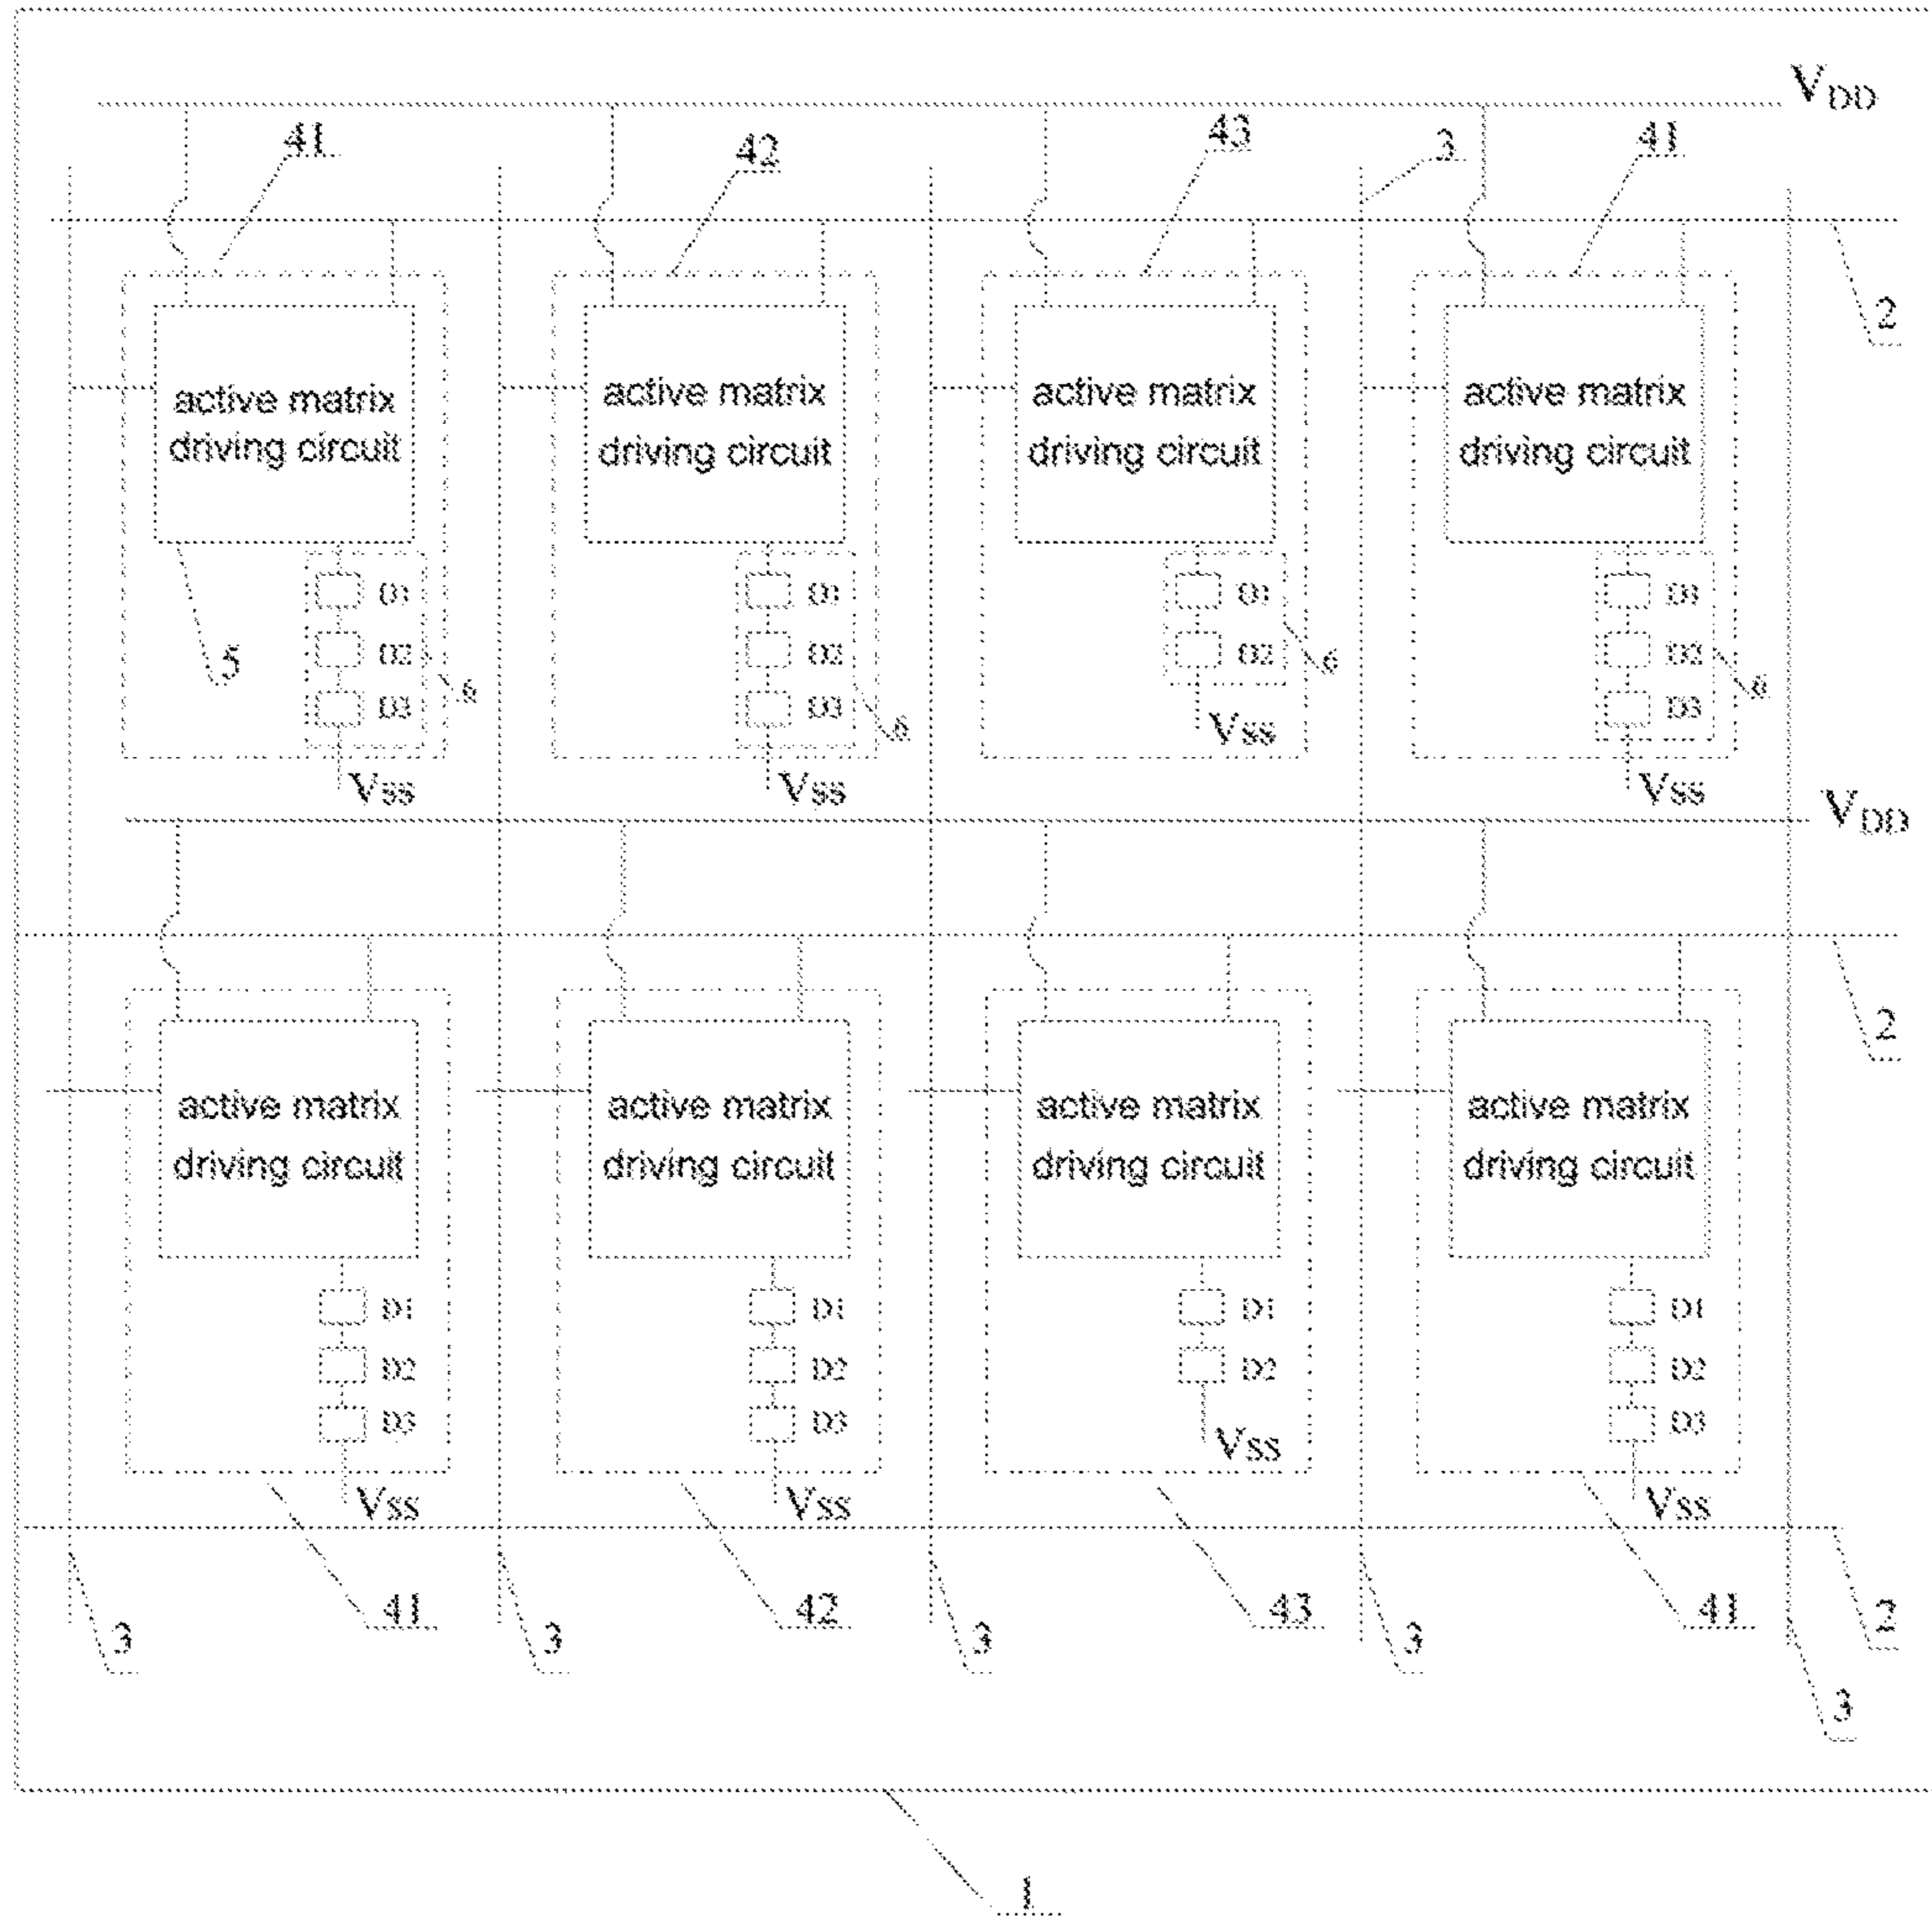 VDD
41
42
43
3
41
2
active matrix
driving circuit
active matrix
driving circuit
active matrix
driving circuit
active matrix
driving circuit
D1
D1
D1
D1
5
D2
D2
D2
D2
6
6
6
6
D3
D3
D3
VSS
VSS
VSS
VSS
VDD
2
active matrix
driving circuit
active matrix
driving circuit
active matrix
driving circuit
active matrix
driving circuit
D1
D1
D1
D1
D2
D2
D2
D2
D3
D3
D3
VSS
VSS
VSS
VSS
41
42
43
41
2
3
3
3
3
3
1